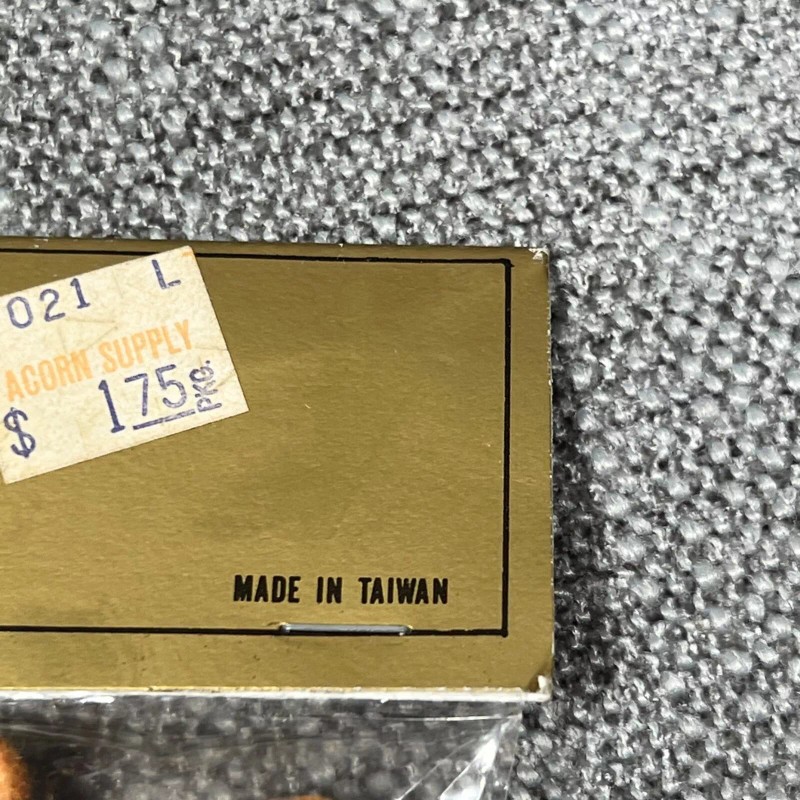 021 L
ACORN SUPPLY
$ 175 PKG.
MADE IN TAIWAN